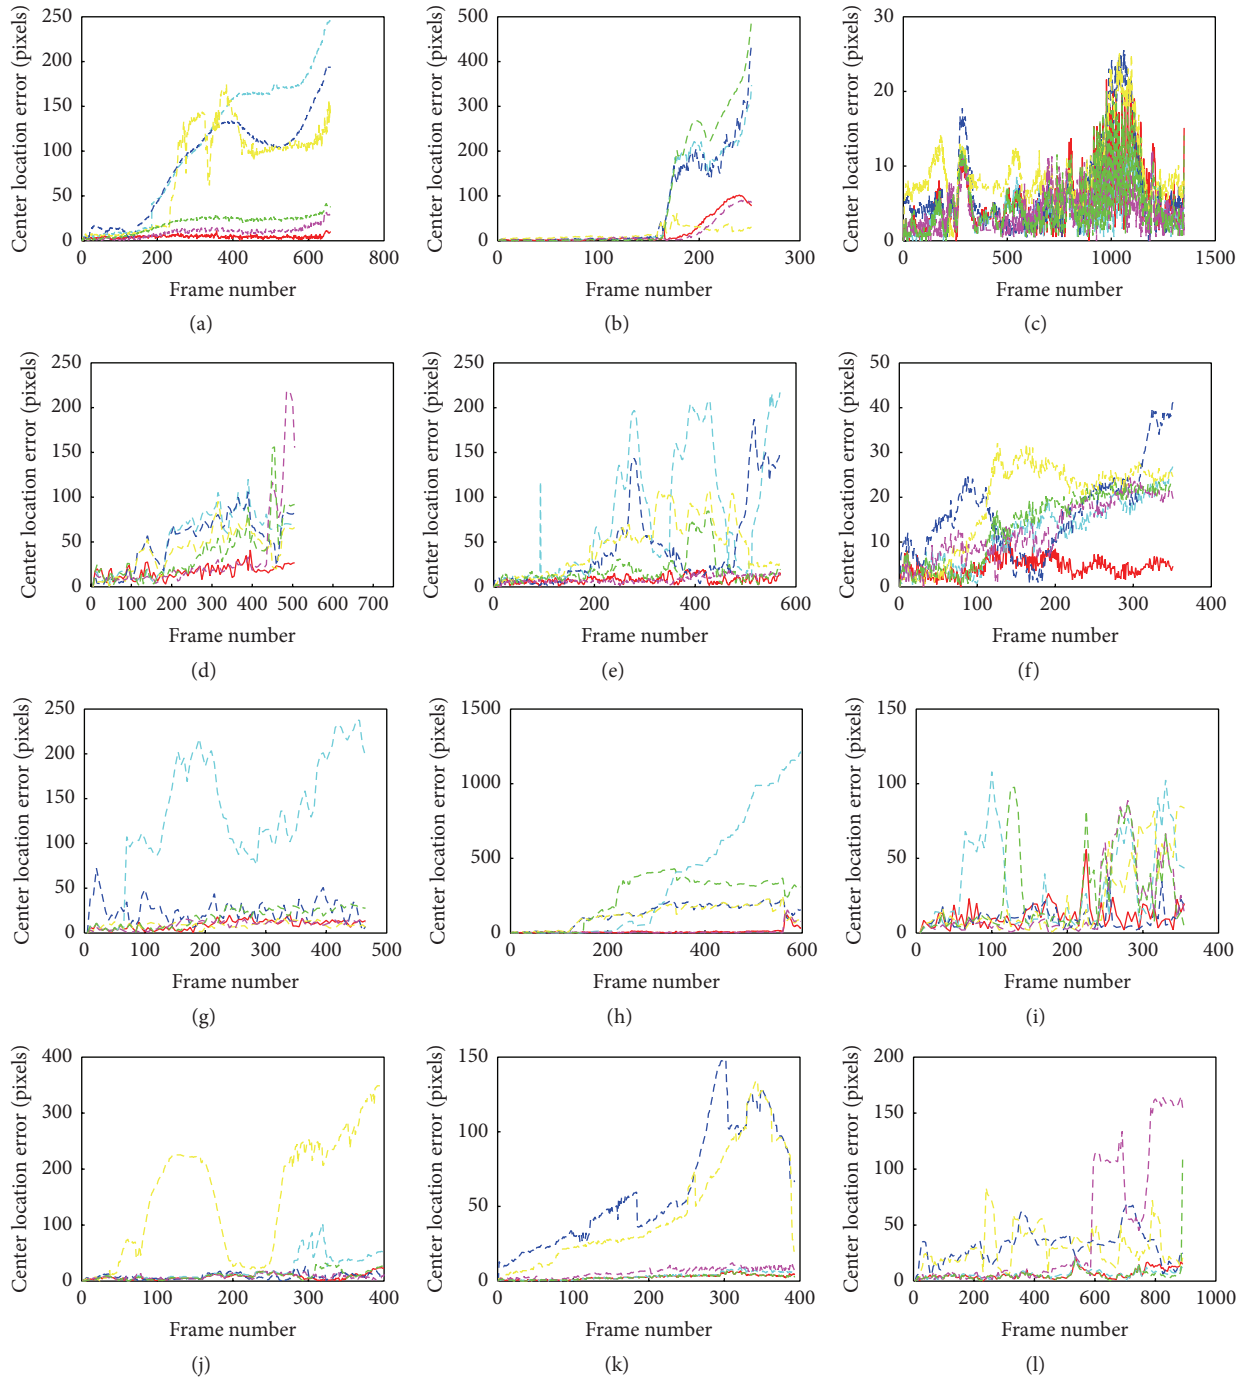 Center location error (pixels)
250
200
150
100
50
0
0 200 400 600 800
Frame number
(a)
Center location error (pixels)
500
400
300
200
100
0
0 100 200 300
Frame number
(b)
Center location error (pixels)
30
20
10
0
0 500 1000 1500
Frame number
(c)
Center location error (pixels)
250
200
150
100
50
0
0 100 200 300 400 500 600 700
Frame number
(d)
Center location error (pixels)
250
200
150
100
50
0
0 200 400 600
Frame number
(e)
Center location error (pixels)
50
40
30
20
10
0
0 100 200 300 400
Frame number
(f)
Center location error (pixels)
250
200
150
100
50
0
0 100 200 300 400 500
Frame number
(g)
Center location error (pixels)
1500
1000
500
0
0 200 400 600
Frame number
(h)
Center location error (pixels)
150
100
50
0
0 100 200 300 400
Frame number
(i)
Center location error (pixels)
400
300
200
100
0
0 100 200 300 400
Frame number
(j)
Center location error (pixels)
150
100
50
0
0 100 200 300 400
Frame number
(k)
Center location error (pixels)
200
150
100
50
0
0 200 400 600 800 1000
Frame number
(l)